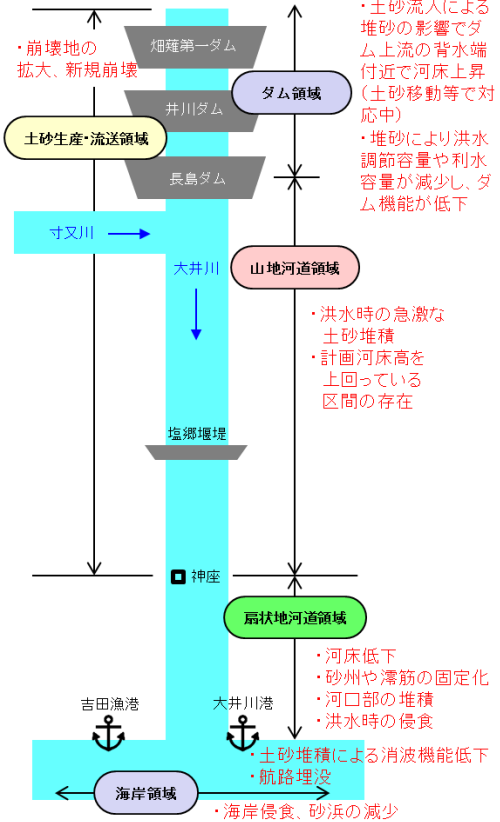 ・土砂流入による
堆砂の影響でダ
ム上流の背水端
付近で河床上昇
（土砂移動等で対
応中）
・堆砂により洪水
調節容量や利水
容量が減少し、ダ
ム機能が低下
・崩壊地の
拡大、新規崩壊
畑薙第一ダム
ダム領域
井川ダム
土砂生産・流送領域
長島ダム
寸又川
大井川
山地河道領域
・洪水時の急激な
土砂堆積
・計画河床高を
上回っている
区間の存在
塩郷堰堤
神座
扇状地河道領域
・河床低下
・砂州や澪筋の固定化
・河口部の堆積
・洪水時の侵食
吉田漁港
大井川港
・土砂堆積による消波機能低下
・航路埋没
海岸領域
・海岸侵食、砂浜の減少